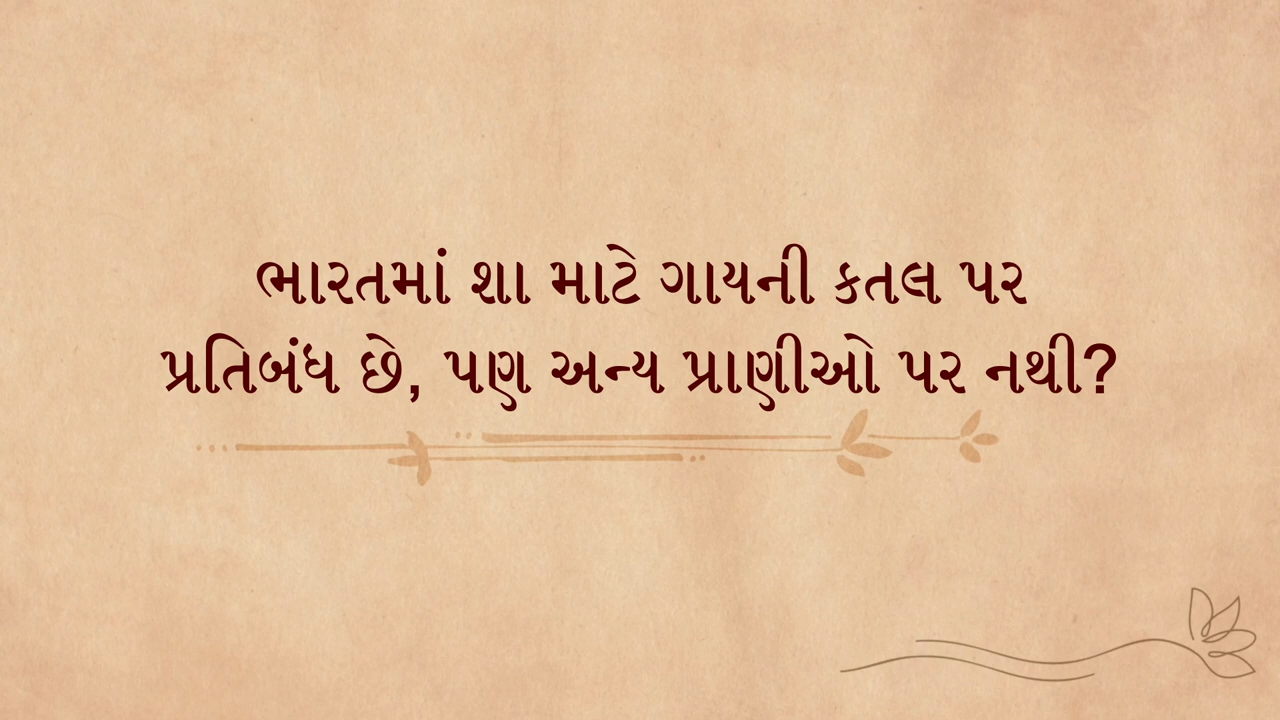 ભારતમાં શા માટે ગાયની કતલ પર
પ્રતિબંધ છે, પણ અન્ય પ્રાણીઓ પર નથી?